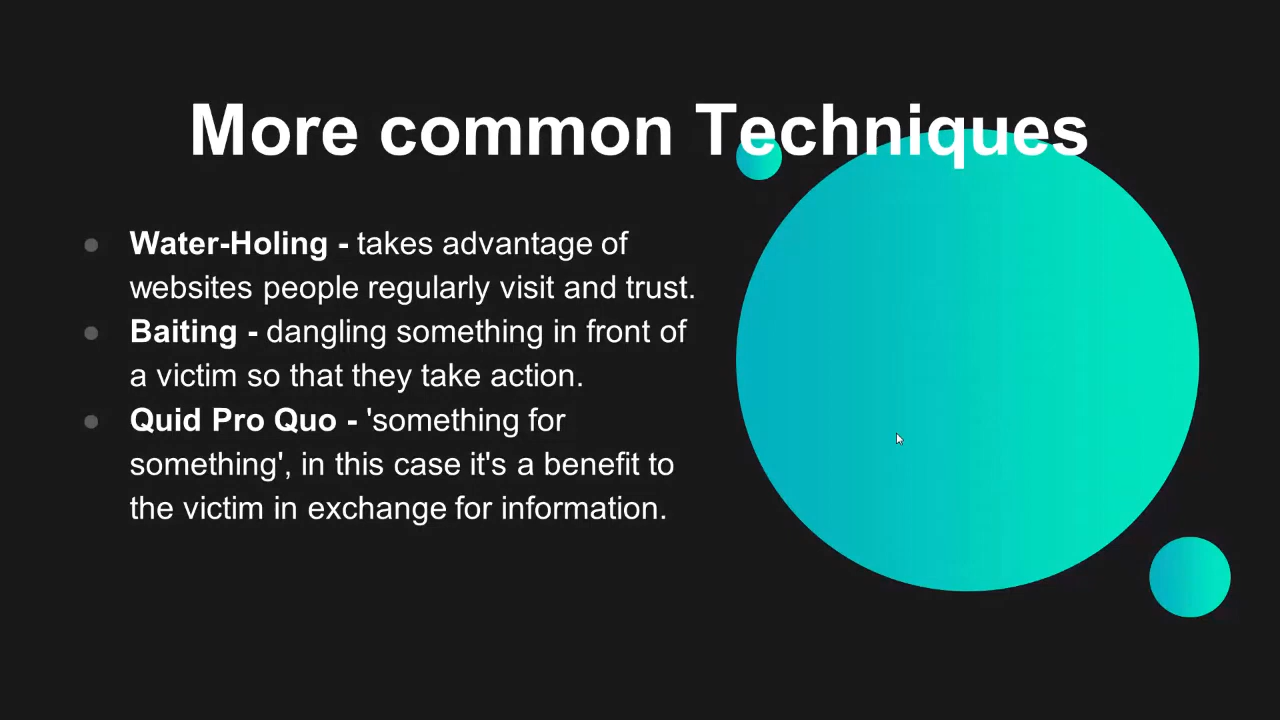 More common Techniques
Water-Holing - takes advantage of
websites people regularly visit and trust.
Baiting - dangling something in front of
a victim so that they take action.
Quid Pro Quo - 'something for
something', in this case it's a benefit to
the victim in exchange for information.